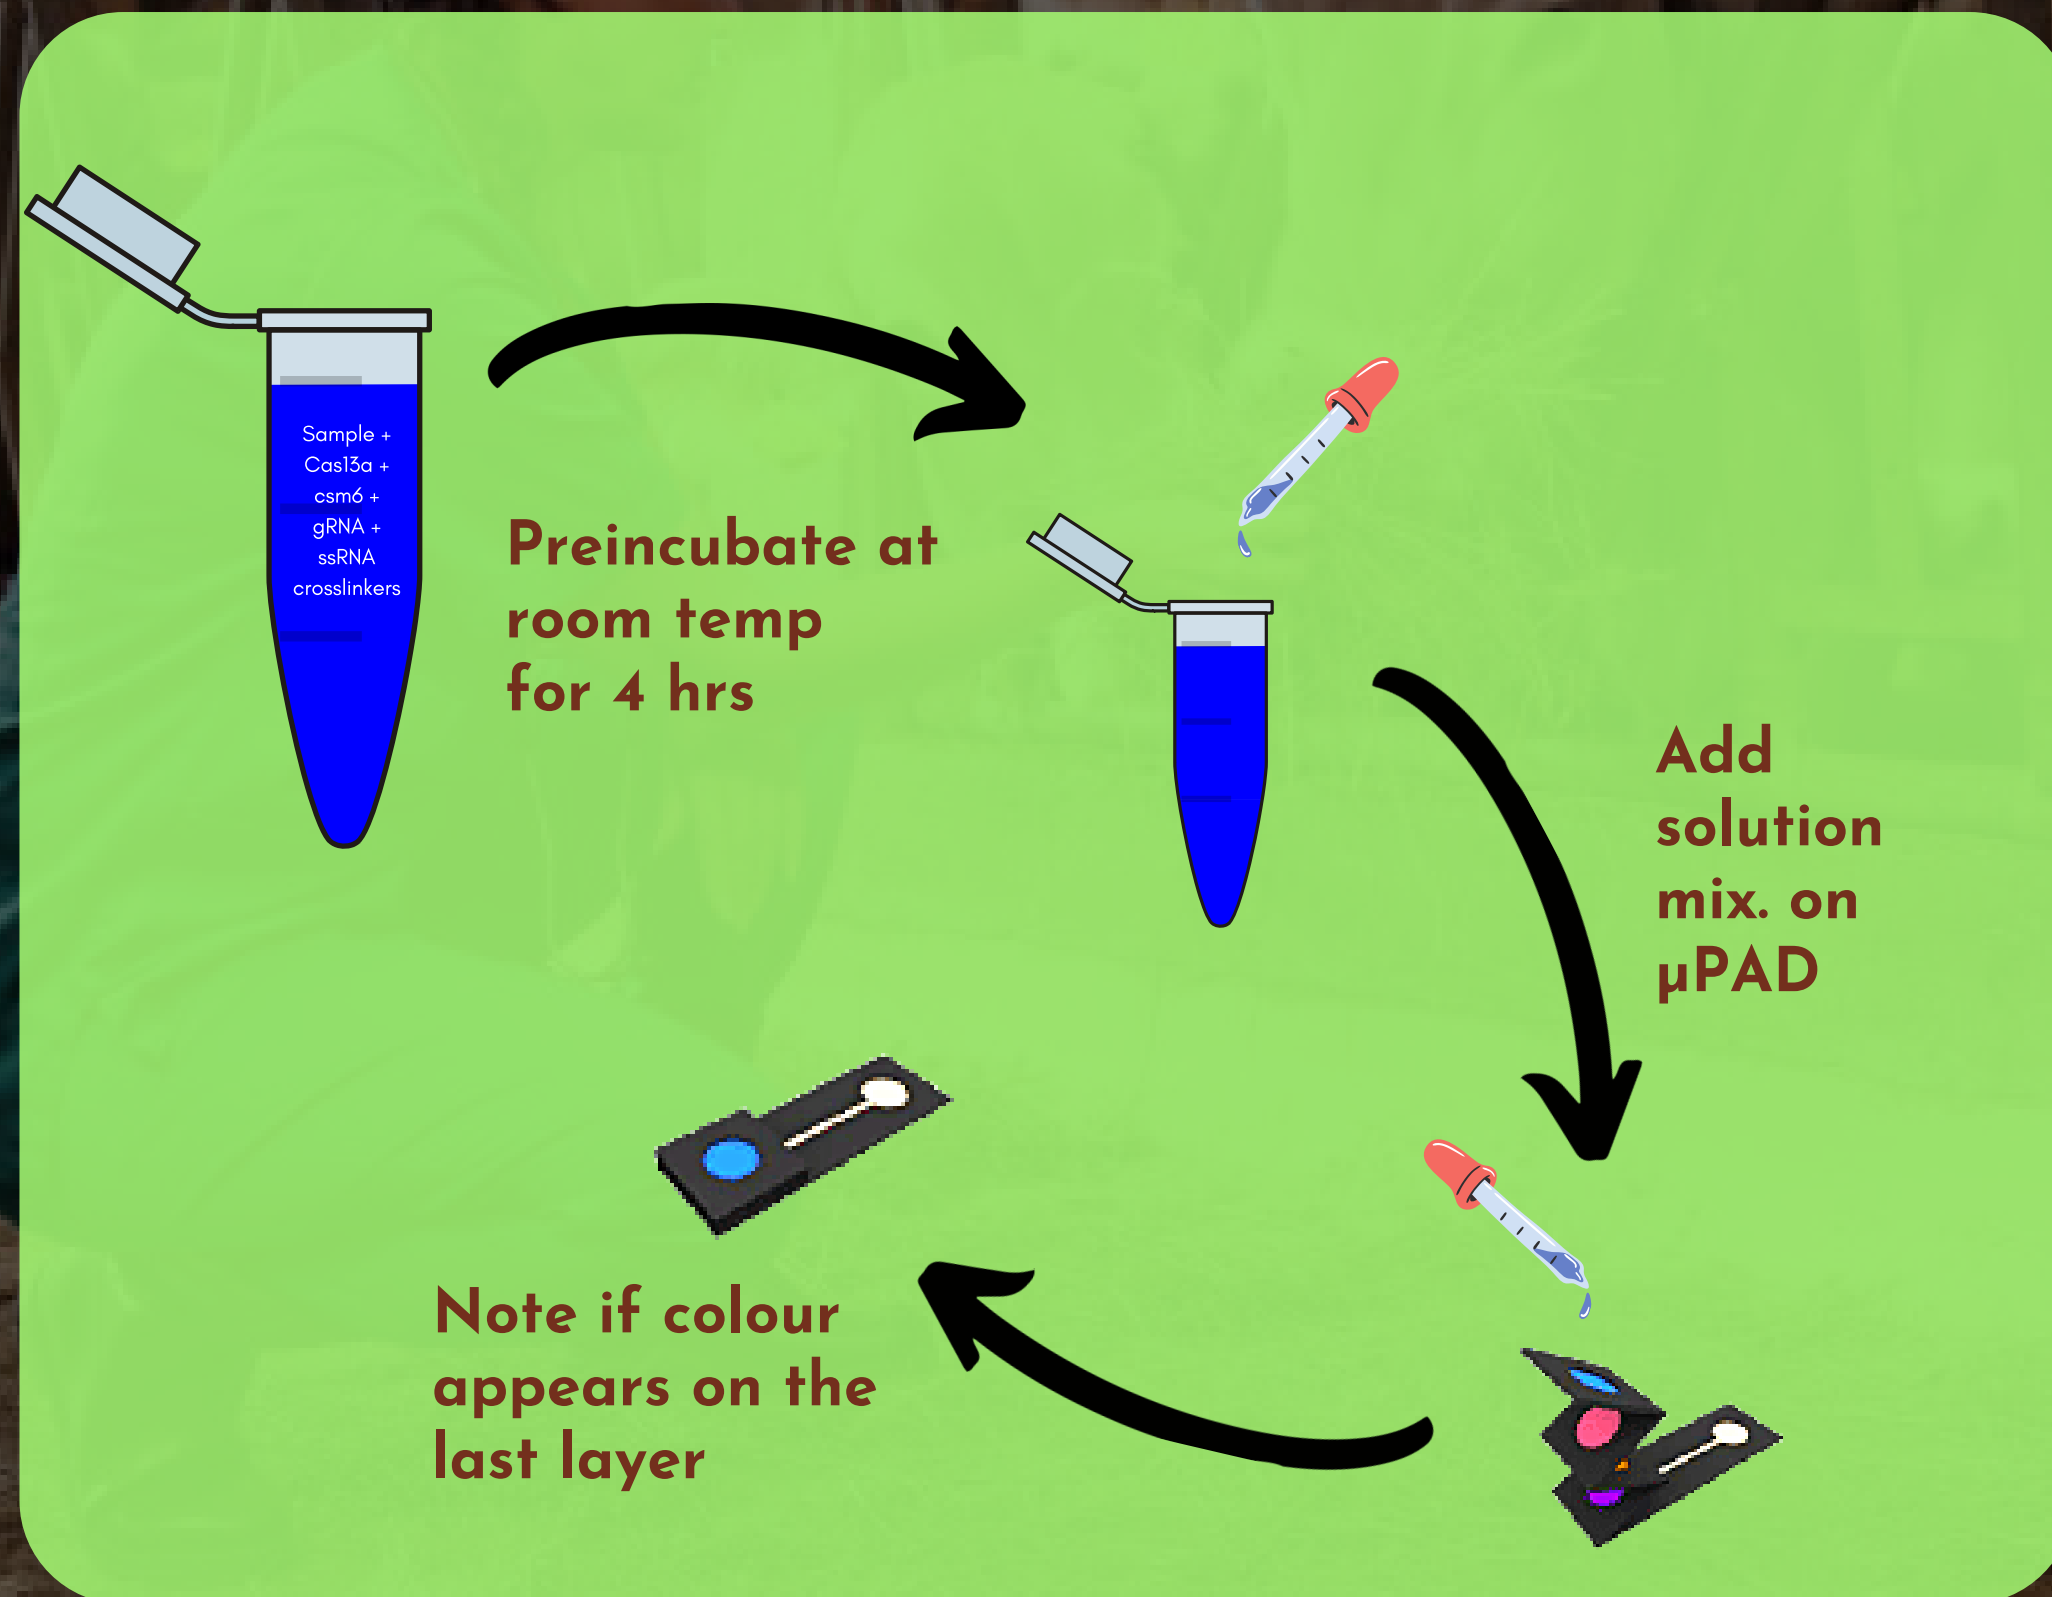 Sample +
Cas13a +
csm6 +
gRNA +
ssRNA
crosslinkers
Preincubate at
room temp
for 4 hrs
Add
solution
mix. on
µPAD
Note if colour
appears on the
last layer